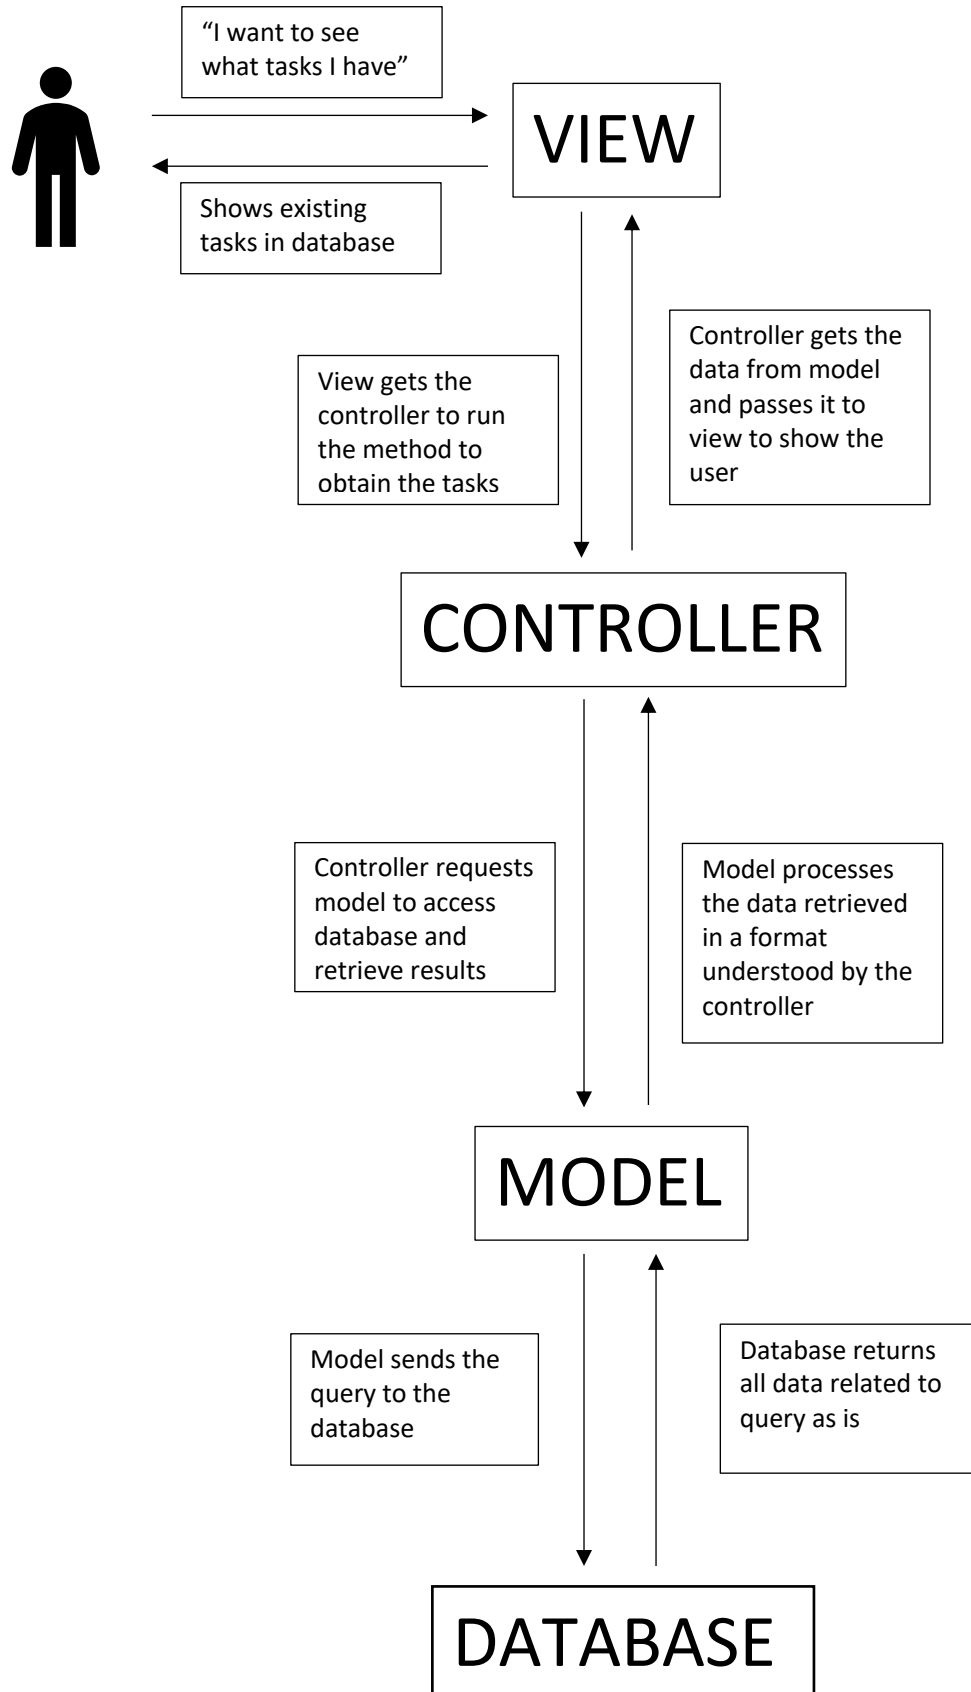 “I want to see
what tasks I have”
VIEW
Shows existing
tasks in database
View gets the
controller to run
the method to
obtain the tasks
Controller gets the
data from model
and passes it to
view to show the
user
CONTROLLER
Controller requests
model to access
database and
retrieve results
Model processes
the data retrieved
in a format
understood by the
controller
MODEL
Model sends the
query to the
database
Database returns
all data related to
query as is
DATABASE